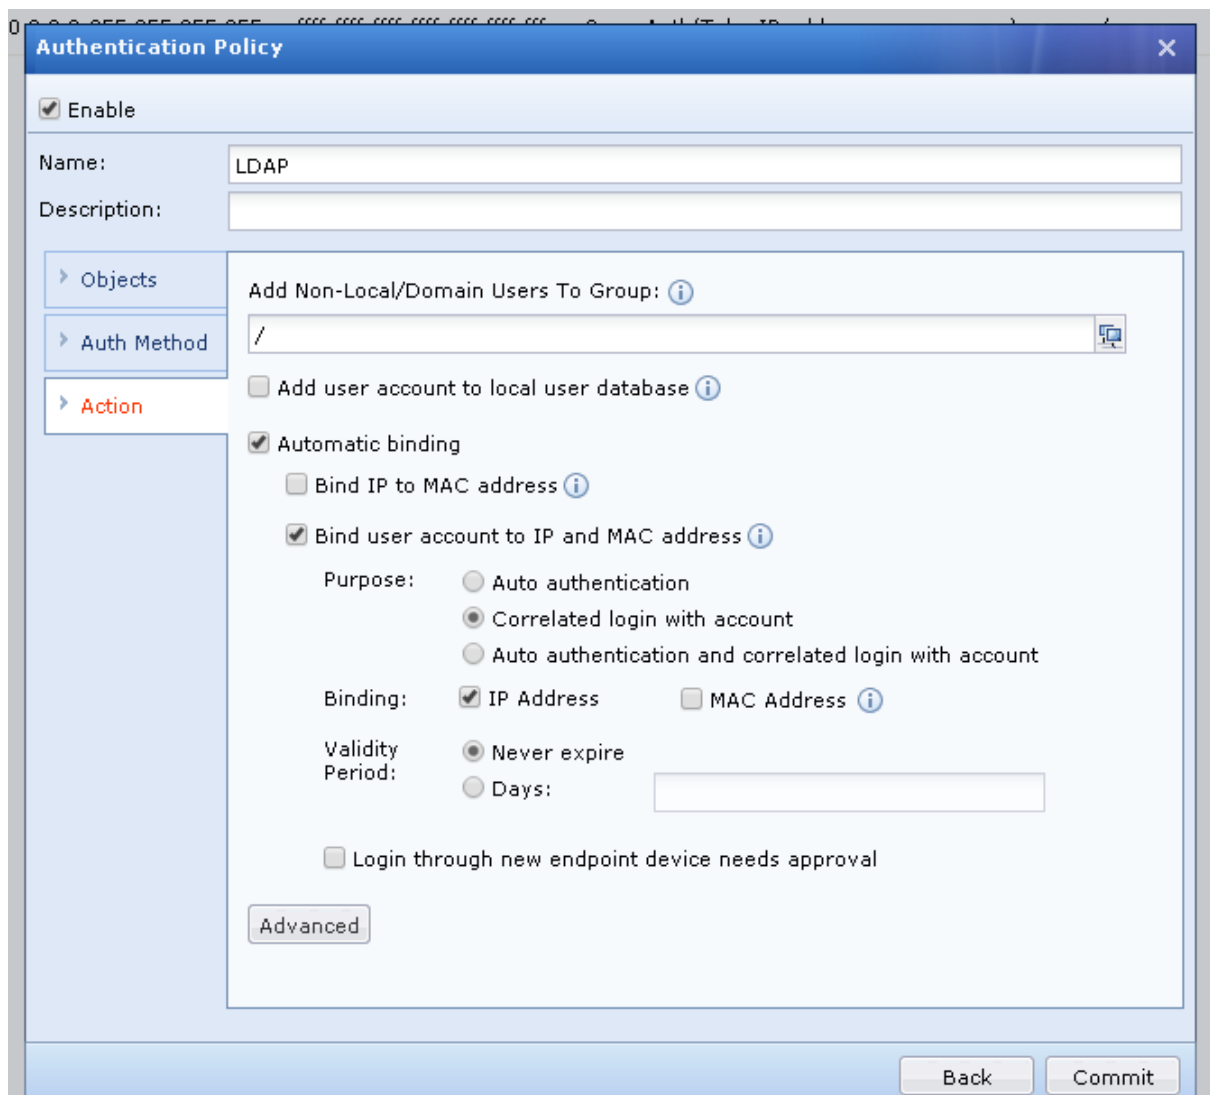 Authentication Policy
Enable
Name: LDAP
Description:
Objects
Auth Method
Action
Add Non-Local/Domain Users To Group:
/
Add user account to local user database
Automatic binding
Bind IP to MAC address
Bind user account to IP and MAC address
Purpose: Auto authentication
Correlated login with account
Auto authentication and correlated login with account
Binding: IP Address MAC Address
Validity Period: Never expire
Days:
Login through new endpoint device needs approval
Advanced
Back Commit